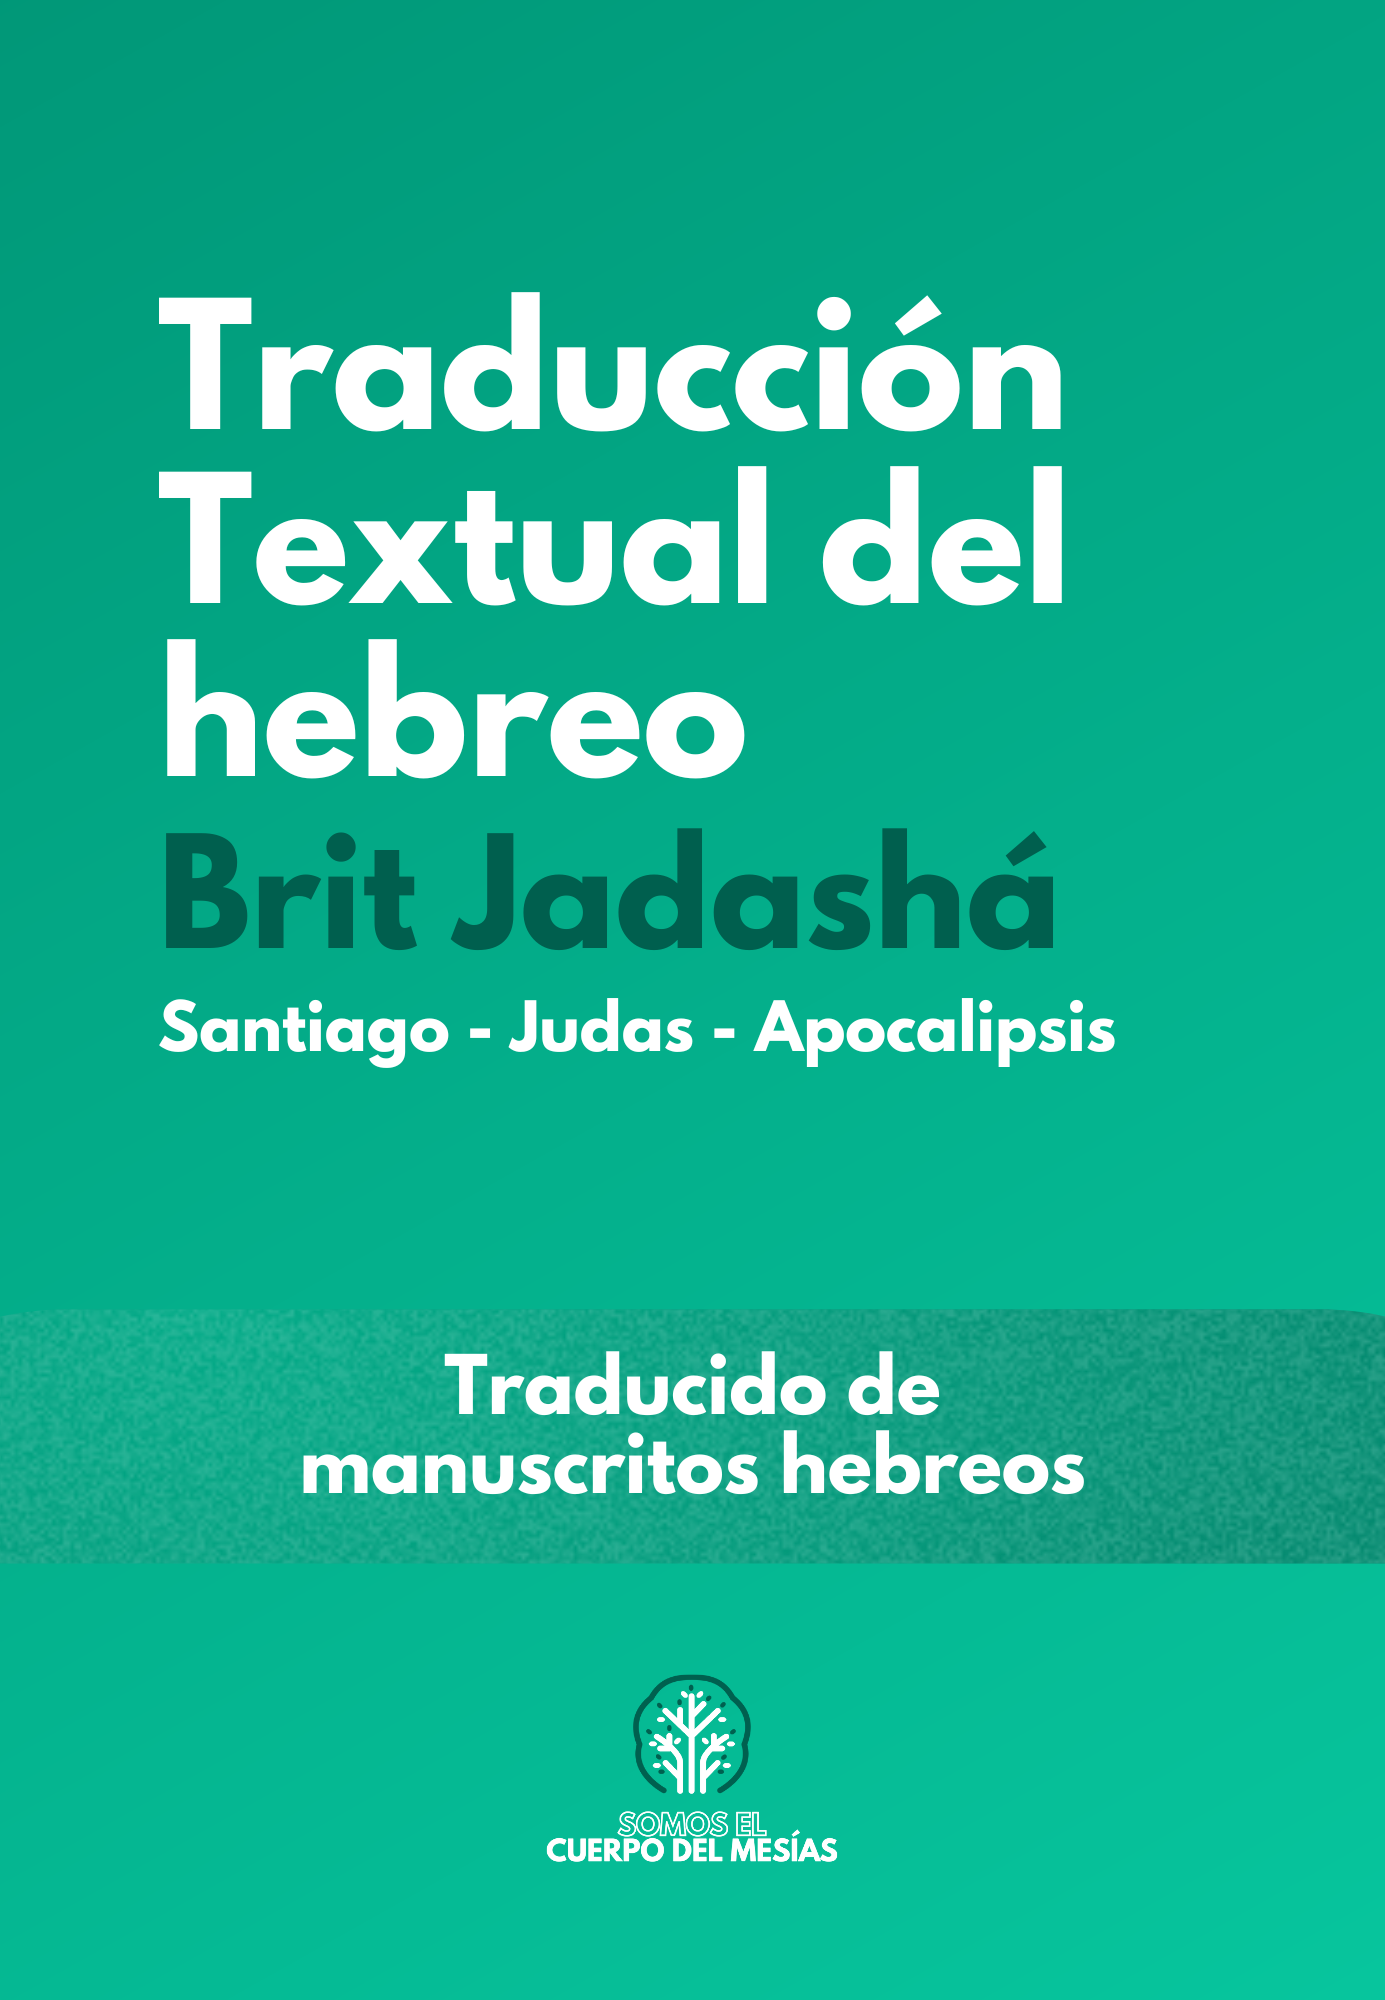 Traducción
Textual del
hebreo
Brit Jadashá
Santiago - Judas - Apocalipsis
Traducido de
manuscritos hebreos
SOMOS EL
CUERPO DEL MESÍAS